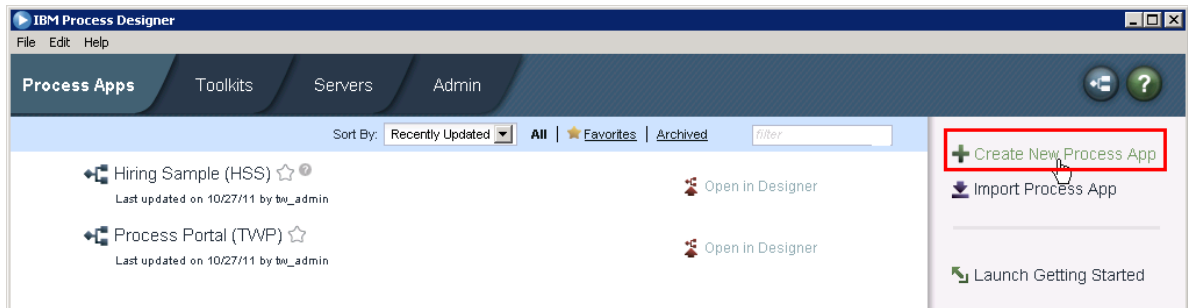 IBM Process Designer
File Edit Help
Process Apps Toolkits Servers Admin
?
Sort By: Recently Updated All | Favorites | Archived filter
Create New Process App
Hiring Sample (HSS) ?
Open in Designer
Import Process App
Last updated on 10/27/11 by tw_admin
Process Portal (TWP)
Open in Designer
Last updated on 10/27/11 by tw_admin
Launch Getting Started